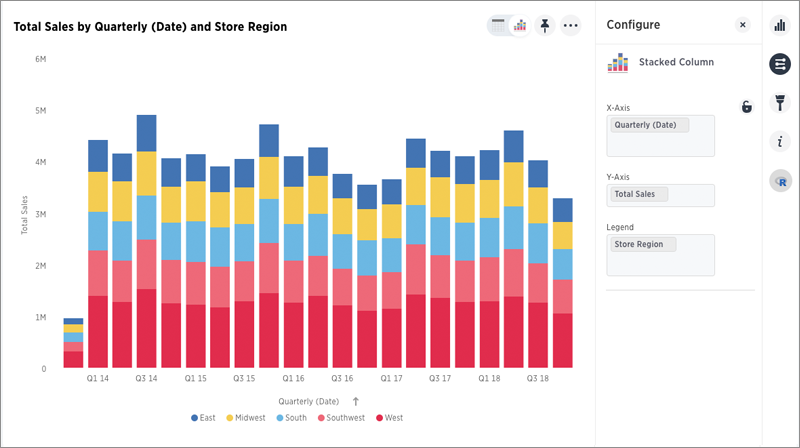 Total Sales by Quarterly (Date) and Store Region
6M
5M
4M
3M
2M
1M
0
Total Sales
Q1 14
Q3 14
Q1 15
Q3 15
Q1 16
Q3 16
Q1 17
Q3 17
Q1 18
Q3 18
Quarterly (Date) ↑
East
Midwest
South
Southwest
West
Configure
Stacked Column
X-Axis
Quarterly (Date)
Y-Axis
Total Sales
Legend
Store Region
i
R